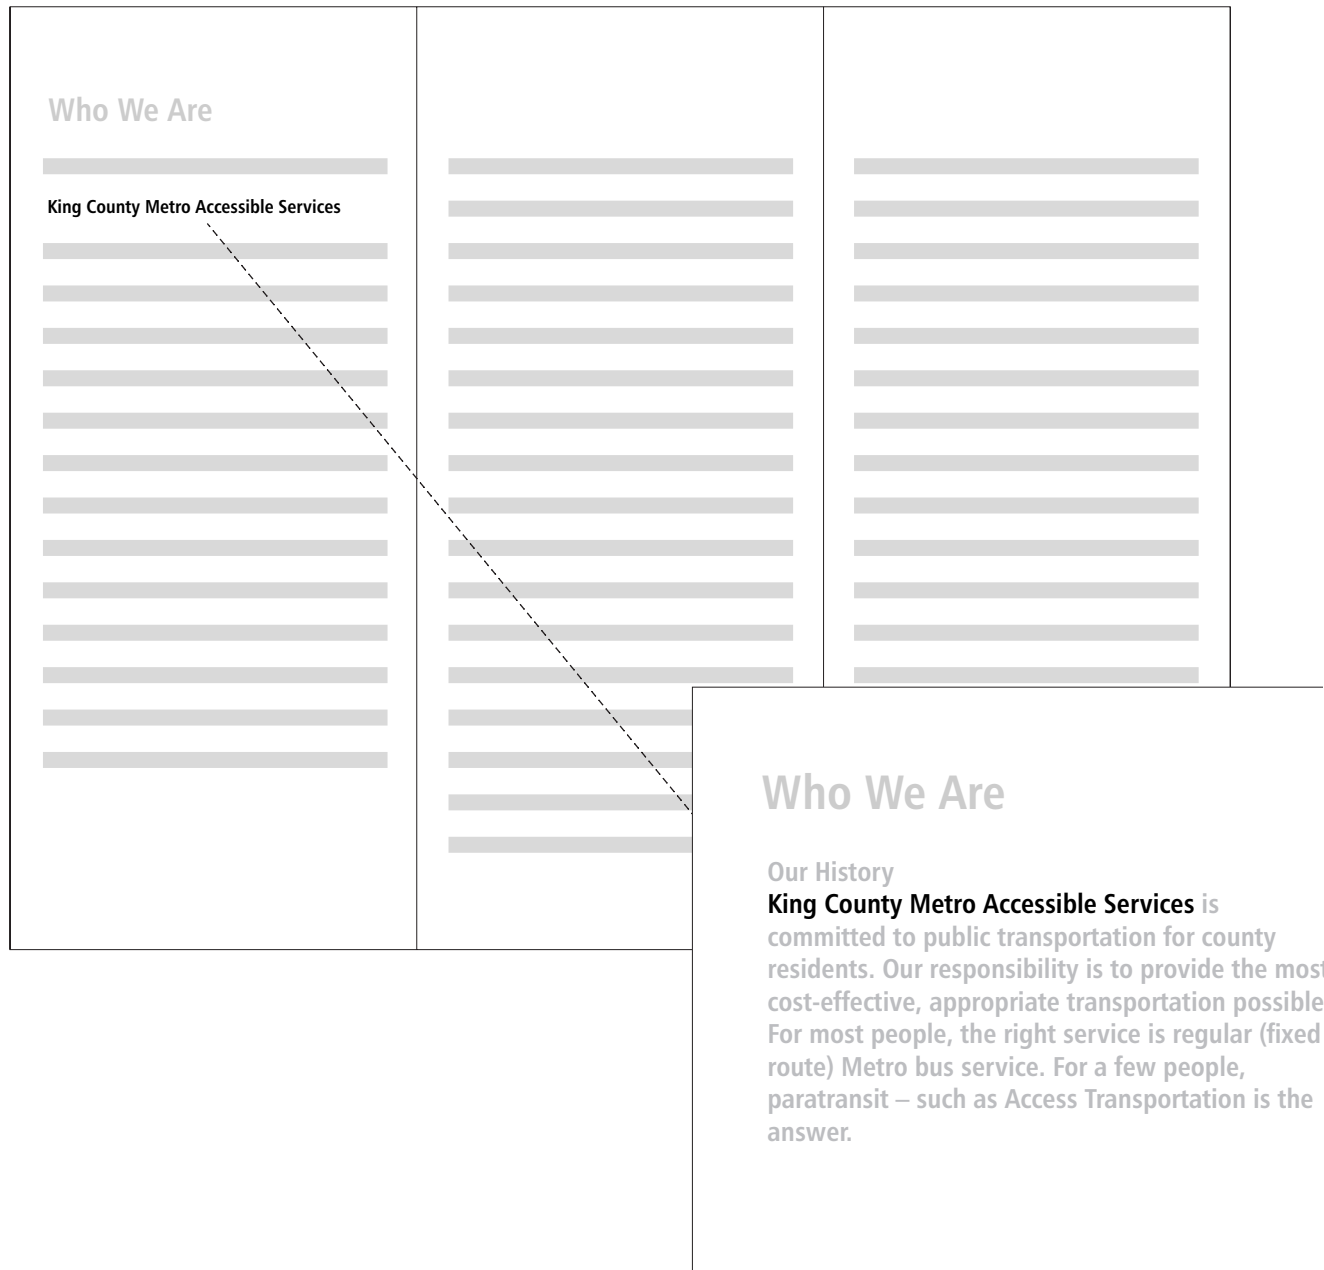 Who We Are
King County Metro Accessible Services
Who We Are
Our History
King County Metro Accessible Services is
committed to public transportation for county
residents. Our responsibility is to provide the most
cost-effective, appropriate transportation possible
For most people, the right service is regular (fixed
route) Metro bus service. For a few people,
paratransit – such as Access Transportation is the
answer.